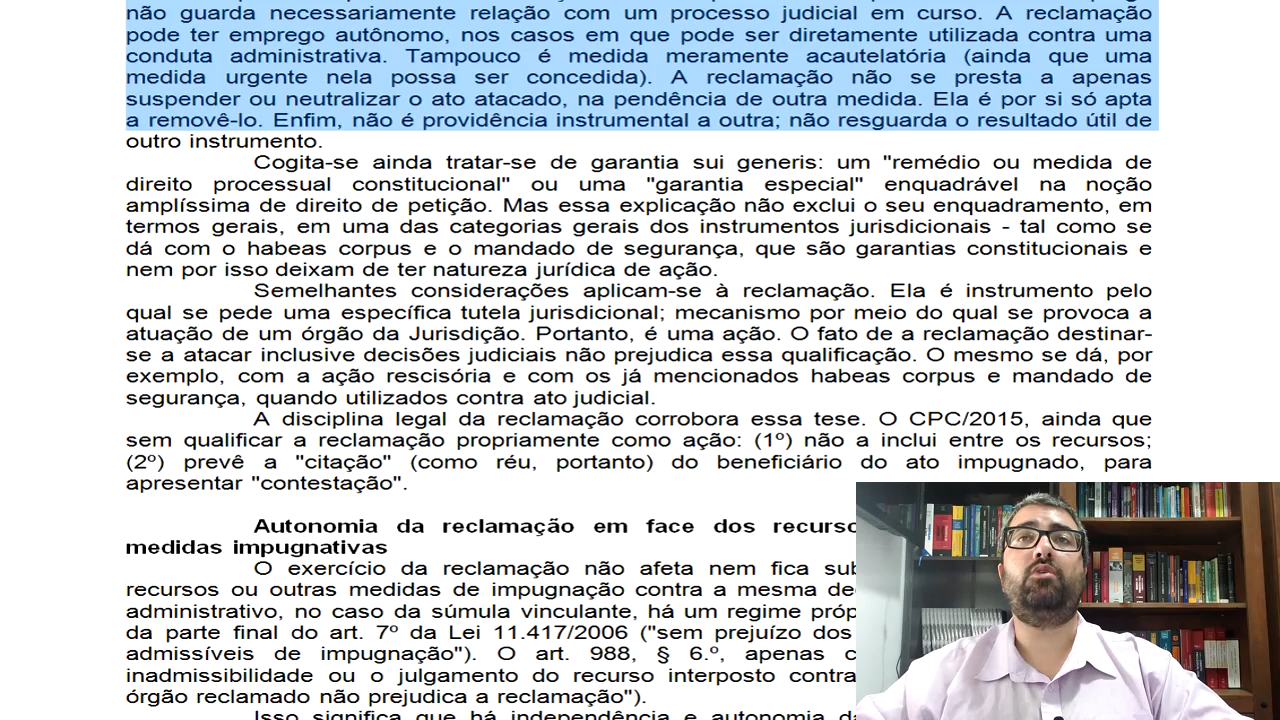 não guarda necessariamente relação com um processo judicial em curso. A reclamação
pode ter emprego autônomo, nos casos em que pode ser diretamente utilizada contra uma
conduta administrativa. Tampouco é medida meramente acautelatória (ainda que uma
medida urgente nela possa ser concedida). A reclamação não se presta a apenas
suspender ou neutralizar o ato atacado, na pendência de outra medida. Ela é por si só apta
a removê-lo. Enfim, não é providência instrumental a outra; não resguarda o resultado útil de
outro instrumento.
Cogita-se ainda tratar-se de garantia sui generis: um "remédio ou medida de
direito processual constitucional" ou uma "garantia especial" enquadrável na noção
amplíssima de direito de petição. Mas essa explicação não exclui o seu enquadramento, em
termos gerais, em uma das categorias gerais dos instrumentos jurisdicionais - tal como se
dá com o habeas corpus e o mandado de segurança, que são garantias constitucionais e
nem por isso deixam de ter natureza jurídica de ação.
Semelhantes considerações aplicam-se à reclamação. Ela é instrumento pelo
qual se pede uma específica tutela jurisdicional; mecanismo por meio do qual se provoca a
atuação de um órgão da Jurisdição. Portanto, é uma ação. O fato de a reclamação destinar-
se a atacar inclusive decisões judiciais não prejudica essa qualificação. O mesmo se dá, por
exemplo, com a ação rescisória e com os já mencionados habeas corpus e mandado de
segurança, quando utilizados contra ato judicial.
A disciplina legal da reclamação corrobora essa tese. O CPC/2015, ainda que
sem qualificar a reclamação propriamente como ação: (1º) não a inclui entre os recursos;
(2º) prevê a "citação" (como réu, portanto) do beneficiário do ato impugnado, para
apresentar "contestação".
Autonomia da reclamação em face dos recurso
medidas impugnativas
O exercício da reclamação não afeta nem fica sub
recursos ou outras medidas de impugnação contra a mesma de
administrativo, no caso da súmula vinculante, há um regime próp
da parte final do art. 7º da Lei 11.417/2006 ("sem prejuízo dos
admissíveis de impugnação"). O art. 988, § 6.º, apenas c
inadmissibilidade ou o julgamento do recurso interposto contra
órgão reclamado não prejudica a reclamação").
Isso significa que há independência e autonomia da